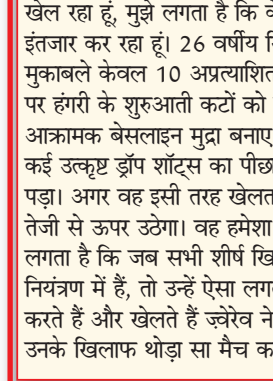 खेल रहा हूं, मुझे लगता है कि
इंतजार कर रहा हूं। 26 वर्षीय
मुकाबले केवल 10 अप्रत्याशित
पर हंगरी के शुरुआती कटों को
आक्रामक बेसलाइन मुद्रा बनाए
कई उत्कृष्ट ड्रॉप शॉट्स का पीछा
पड़ा। अगर वह इसी तरह खेलत
तेजी से ऊपर उठेगा। वह हमेशा
लगता है कि जब सभी शीर्ष खि
नियंत्रण में हैं, तो उन्हें ऐसा लग
करते हैं और खेलते हैं ज्वेरेव ने
उनके खिलाफ थोड़ा सा मैच क